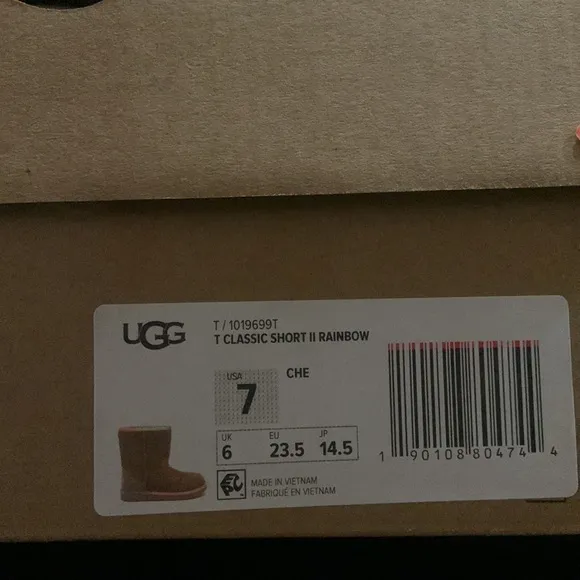 UGG
T / 1019699T
T CLASSIC SHORT II RAINBOW
USA
7
CHE
UK EU JP
6 23.5 14.5
MADE IN VIETNAM
FABRIQUÉ EN VIETNAM
1 90108 80474 4